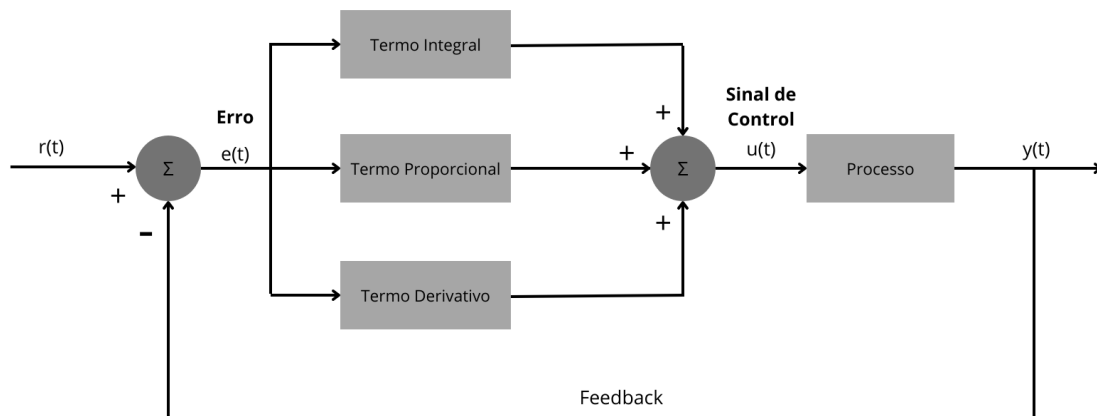 Termo Integral
Sinal de
Control
+
Erro
r(t)
Σ
e(t)
Termo Proporcional
+
Σ
u(t)
Processo
y(t)
+
-
+
Termo Derivativo
Feedback